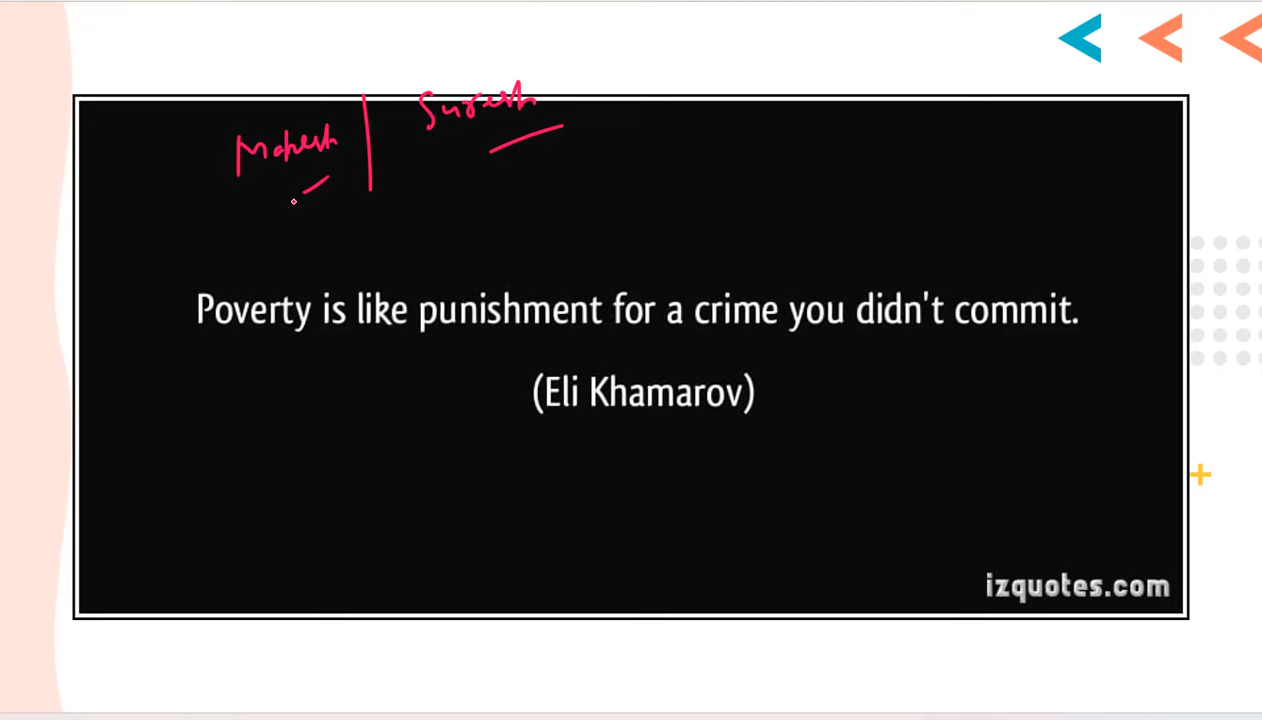 Mahesh | Suresh
Poverty is like punishment for a crime you didn't commit.
(Eli Khamarov)
izquotes.com